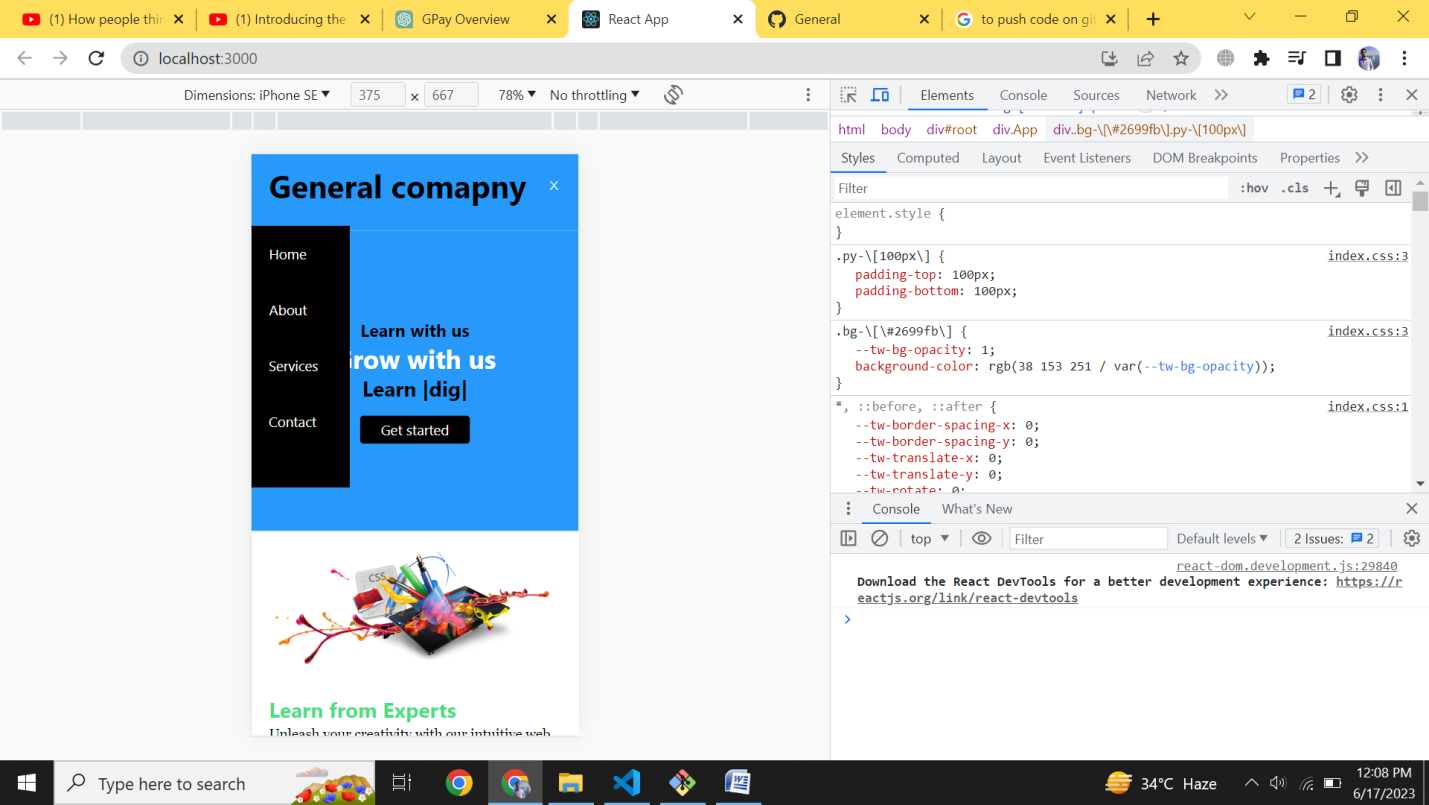 (1) How people thin
(1) Introducing the
GPay Overview
React App
General
to push code on git
localhost:3000
Dimensions: iPhone SE
375 × 667
78%
No throttling
Elements
Console
Sources
Network
2
html body div#root div.App div..bg-\[\#2699fb\].py-\[100px\]
Styles
Computed
Layout
Event Listeners
DOM Breakpoints
Properties
Filter
:hov .cls
element.style {
}
.py-\[100px\] { index.css:3
padding-top: 100px;
padding-bottom: 100px;
}
.bg-\[\#2699fb\] { index.css:3
--tw-bg-opacity: 1;
background-color: rgb(38 153 251 / var(--tw-bg-opacity));
}
*, ::before, ::after { index.css:1
--tw-border-spacing-x: 0;
--tw-border-spacing-y: 0;
--tw-translate-x: 0;
--tw-translate-y: 0;
--tw-rotate: 0;
General comapny
X
Home
About
Services
Contact
Learn with us
Grow with us
Learn |dig|
Get started
CSS
Learn from Experts
Unleash your creativity with our intuitive web
Console
What's New
top
Filter
Default levels
2 Issues: 2
react-dom.development.js:29840
Download the React DevTools for a better development experience: https://r
eactjs.org/link/react-devtools
Type here to search
34°C Haze
12:08 PM
6/17/2023